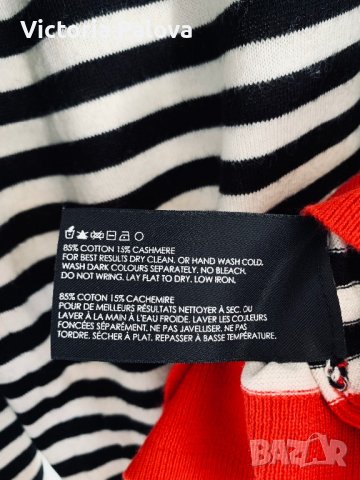 Victoria Palova
85% COTTON 15% CASHMERE
FOR BEST RESULTS DRY CLEAN. OR HAND WASH COLD.
WASH DARK COLOURS SEPARATELY. NO BLEACH.
DO NOT WRING. LAY FLAT TO DRY. LOW IRON.
85% COTON 15% CACHEMIRE
POUR DE MEILLEURS RÉSULTATS NETTOYER À SEC. OU
LAVER À LA MAIN À L'EAU FROIDE. LAVER LES COULEURS
FONCÉES SÉPARÉMENT. NE PAS JAVELLISER. NE PAS
TORDRE. SÉCHER À PLAT. REPASSER À BASSE TEMPÉRATURE.
BAZAR